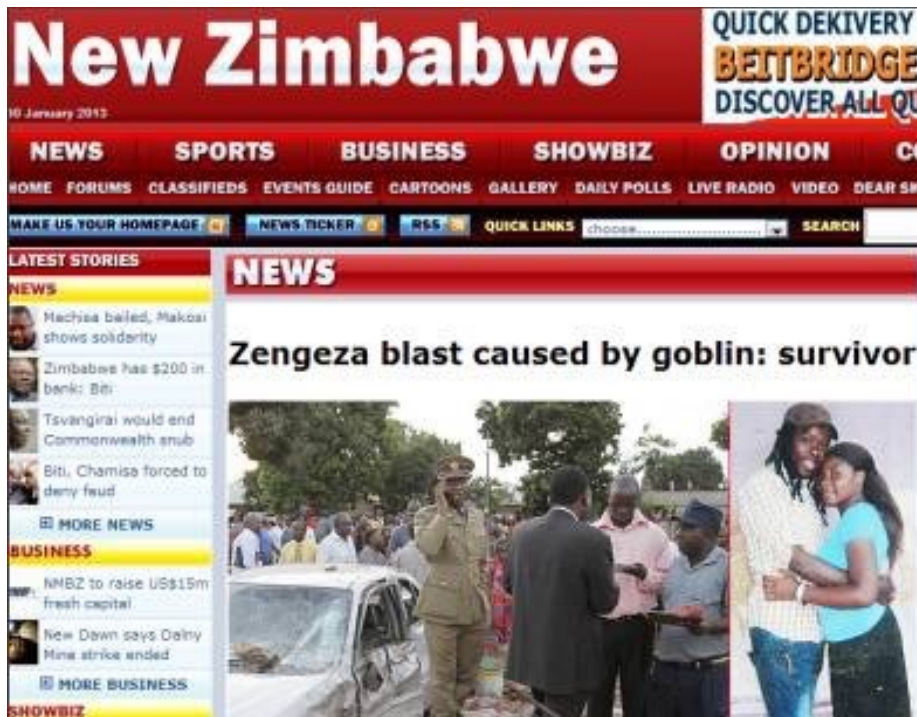 New Zimbabwe
QUICK DEKIVERY
BEITBRIDGE
DISCOVER ALL QU
January 2013
NEWS SPORTS BUSINESS SHOWBIZ OPINION CO
HOME FORUMS CLASSIFIEDS EVENTS GUIDE CARTOONS GALLERY DAILY POLLS LIVE RADIO VIDEO DEAR SH
MAKE US YOUR HOMEPAGE NEWS TICKER RSS QUICK LINKS choose SEARCH
LATEST STORIES
NEWS
Machisa bailed, Makosi
shows solidarity
Zimbabwe has $200 in
bank: Biti
Tsvangirai would end
Commonwealth snub
Biti, Chamisa forced to
deny feud
MORE NEWS
BUSINESS
NMBZ to raise US$15m
fresh capital
New Dawn says Dalny
Mine strike ended
MORE BUSINESS
SHOWBIZ
NEWS
Zengeza blast caused by goblin: survivor